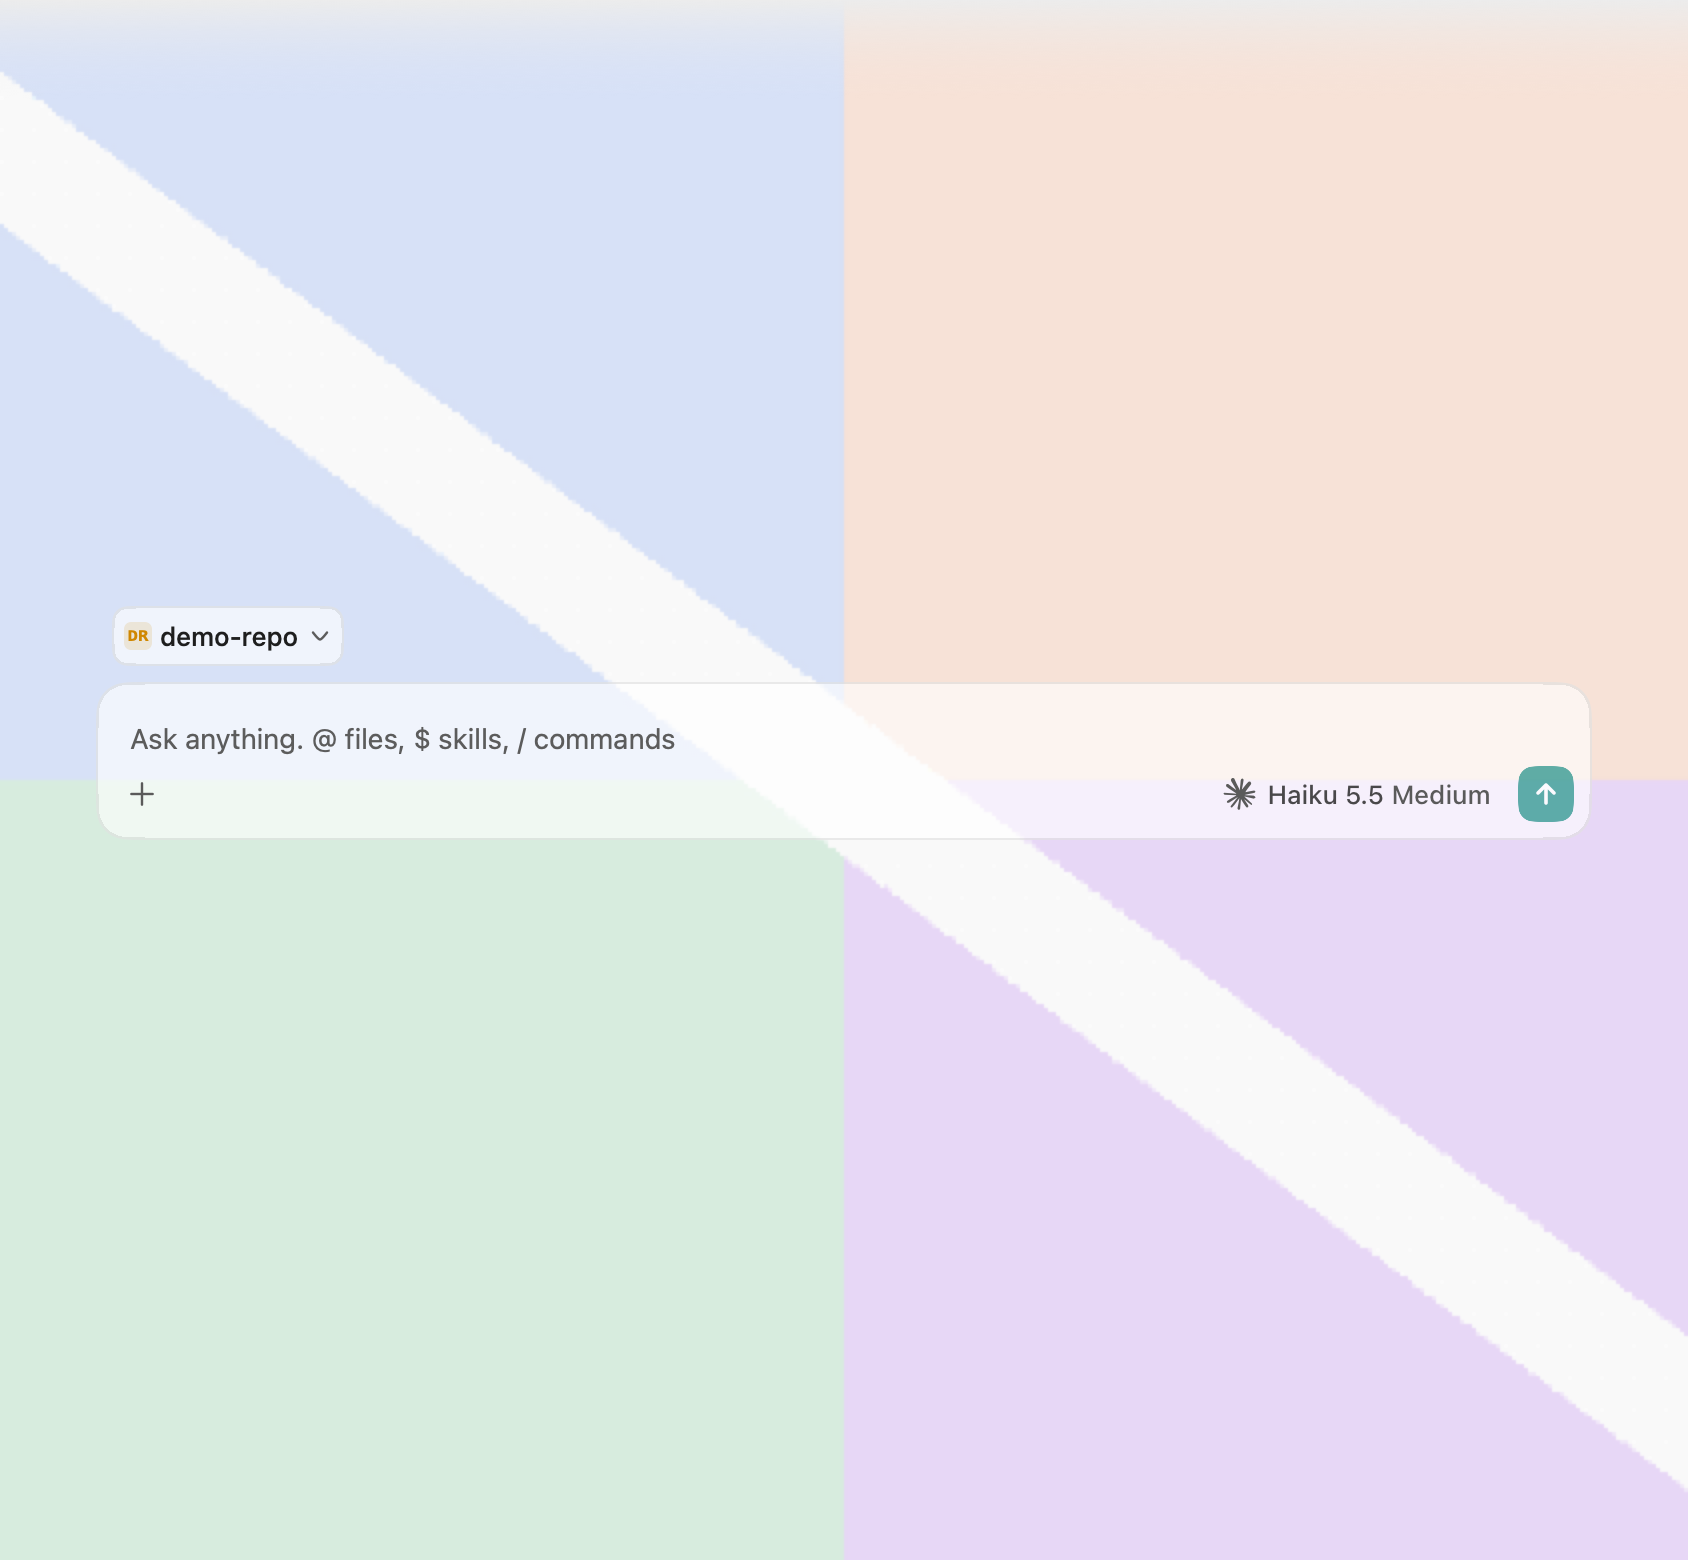 DR demo-repo
Ask anything. @ files, $ skills, / commands
Haiku 5.5 Medium